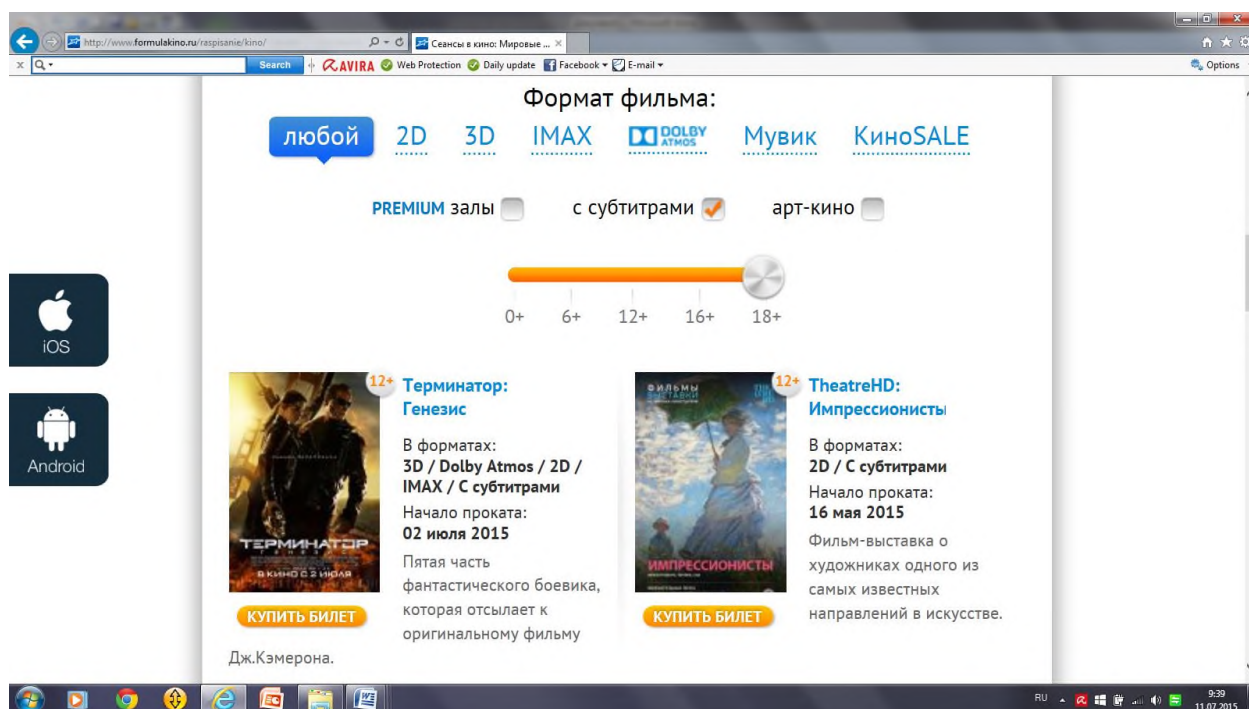 http://www.formulakino.ru/raspisanie/kino/
Сеансы в кино: Мировые ...
Search
AVIRA
Web Protection
Daily update
Facebook
E-mail
Options
Формат фильма:
любой 2D 3D IMAX DOLBY ATMOS Мувик КиноSALE
PREMIUM залы с субтитрами арт-кино
0+ 6+ 12+ 16+ 18+
iOS
Android
12+
Терминатор:
Генезис
В форматах:
3D / Dolby Atmos / 2D /
IMAX / С субтитрами
Начало проката:
02 июля 2015
Пятая часть
фантастического боевика,
которая отсылает к
оригинальному фильму
Дж.Кэмерона.
ТЕРМИНАТОР
ГЕНЕЗИС
В КИНО С 2 ИЮЛЯ
КУПИТЬ БИЛЕТ
ФИЛЬМЫ
ВЫСТАВКИ
ИМПРЕССИОНИСТЫ
КУПИТЬ БИЛЕТ
12+
TheatreHD:
Импрессионисты
В форматах:
2D / С субтитрами
Начало проката:
16 мая 2015
Фильм-выставка о
художниках одного из
самых известных
направлений в искусстве.
RU
9:39
11.07.2015